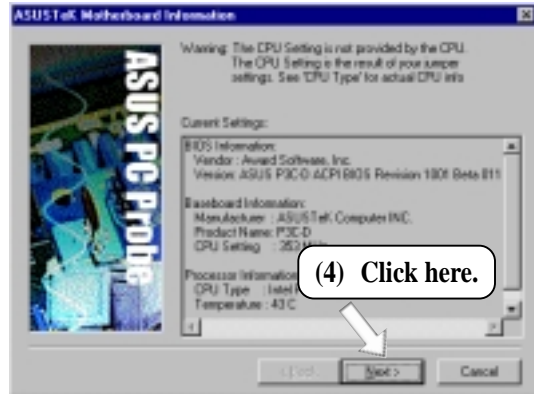 ASUSTeK Motherboard Information
ASUS PC Probe
Warning: The CPU Setting is not provided by the CPU.
The CPU Setting is the result of your jumper
settings. See 'CPU Type' for actual CPU info
Current Settings:
BIOS Information:
Vendor : Award Software, Inc.
Version: ASUS P3C-D ACPI BIOS Revision 1001 Beta 011
Baseboard Information:
Manufacturer : ASUSTeK Computer INC.
Product Name: P3C-D
CPU Setting : 353
Processor Information
CPU Type : Intel
Temperature : 43 C
(4) Click here.
Next >
Cancel